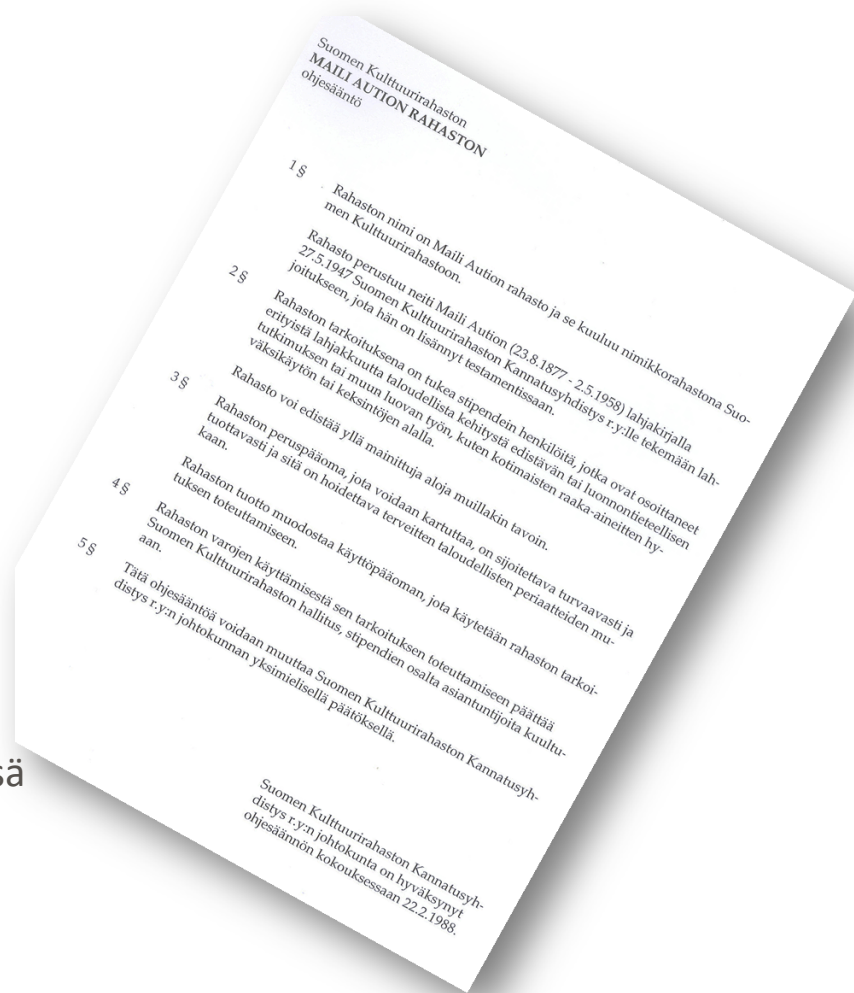 Suomen Kulttuurirahaston
MAILI AUTION RAHASTON
ohjesääntö
1 §
Rahaston nimi on Maili Aution rahasto ja se kuuluu nimikkorahastona Suo-
men Kulttuurirahastoon.
Rahasto perustuu neiti Maili Aution (23.8.1877 - 2.5.1958) lahjakirjalla
27.5.1947 Suomen Kulttuurirahaston Kannatusyhdistys r.y:lle tekemään lah-
joitukseen, jota hän on lisännyt testamentissaan.
2 §
Rahaston tarkoituksena on tukea stipendein henkilöitä, jotka ovat osoittaneet
erityistä lahjakkuutta taloudellista kehitystä edistävän tai luonnontieteellisen
tutkimuksen tai muun luovan työn, kuten kotimaisten raaka-aineitten hy-
väksikäytön tai keksintöjen alalla.
Rahasto voi edistää yllä mainittuja aloja muillakin tavoin.
3 §
Rahaston peruspääoma, jota voidaan kartuttaa, on sijoitettava turvaavasti ja
tuottavasti ja sitä on hoidettava terveitten taloudellisten periaatteiden mu-
kaan.
Rahaston tuotto muodostaa käyttöpääoman, jota käytetään rahaston tarkoi-
tuksen toteuttamiseen.
4 §
Rahaston varojen käyttämisestä sen tarkoituksen toteuttamiseen päättää
Suomen Kulttuurirahaston hallitus, stipendien osalta asiantuntijoita kuultu-
aan.
5 §
Tätä ohjesääntöä voidaan muuttaa Suomen Kulttuurirahaston Kannatusyh-
distys r.y:n johtokunnan yksimielisellä päätöksellä.
Suomen Kulttuurirahaston Kannatusyh-
distys r.y:n johtokunta on hyväksynyt
ohjesäännön kokouksessaan 22.2.1988.
sä